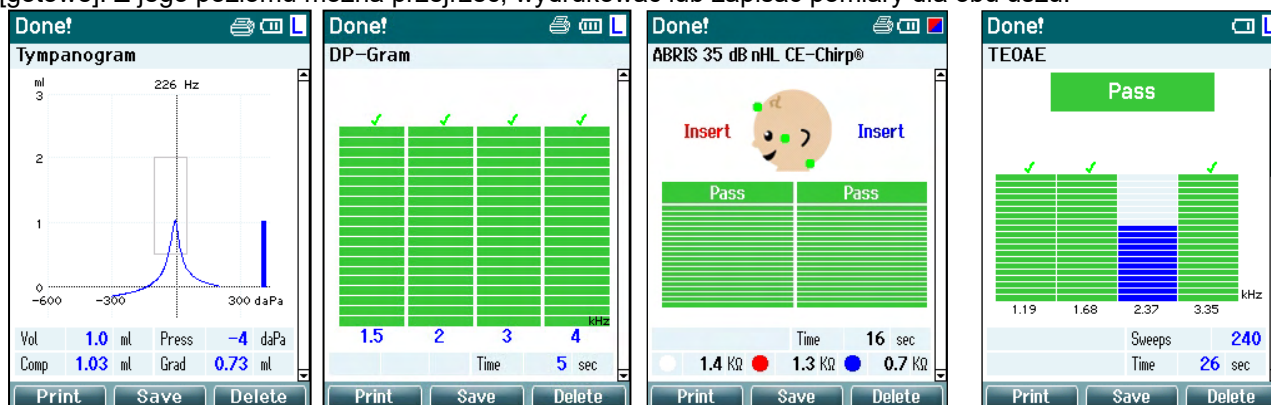 [gotowe]. Z jego poziomu można przejrzeć, wydrukować lub zapisać pomiary dla obu uszu.
Done! L
Tympanogram
ml 226 Hz
3
2
1
0
-600 -300 300 daPa
Vol 1.0 ml Press -4 daPa
Comp 1.03 ml Grad 0.73 ml
Print Save Delete
Done! L
DP-Gram
kHz
1.5 2 3 4
Time 5 sec
Print Save Delete
Done!
ABRIS 35 dB nHL CE-Chirp®
Insert Insert
Pass Pass
Time 16 sec
1.4 KΩ 1.3 KΩ 0.7 KΩ
Print Save Delete
Done! L
TEOAE
Pass
kHz
1.19 1.68 2.37 3.35
Sweeps 240
Time 26 sec
Print Save Delete